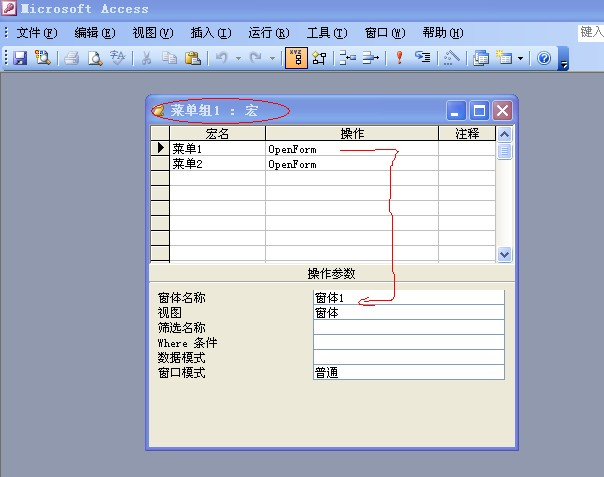 Microsoft Access
文件(F) 编辑(E) 视图(V) 插入(I) 运行(R) 工具(T) 窗口(W) 帮助(H) 键入
XYZ
菜单组1 : 宏
宏名 操作 注释
菜单1 OpenForm
菜单2 OpenForm
操作参数
窗体名称 窗体1
视图 窗体
筛选名称
Where 条件
数据模式
窗口模式 普通